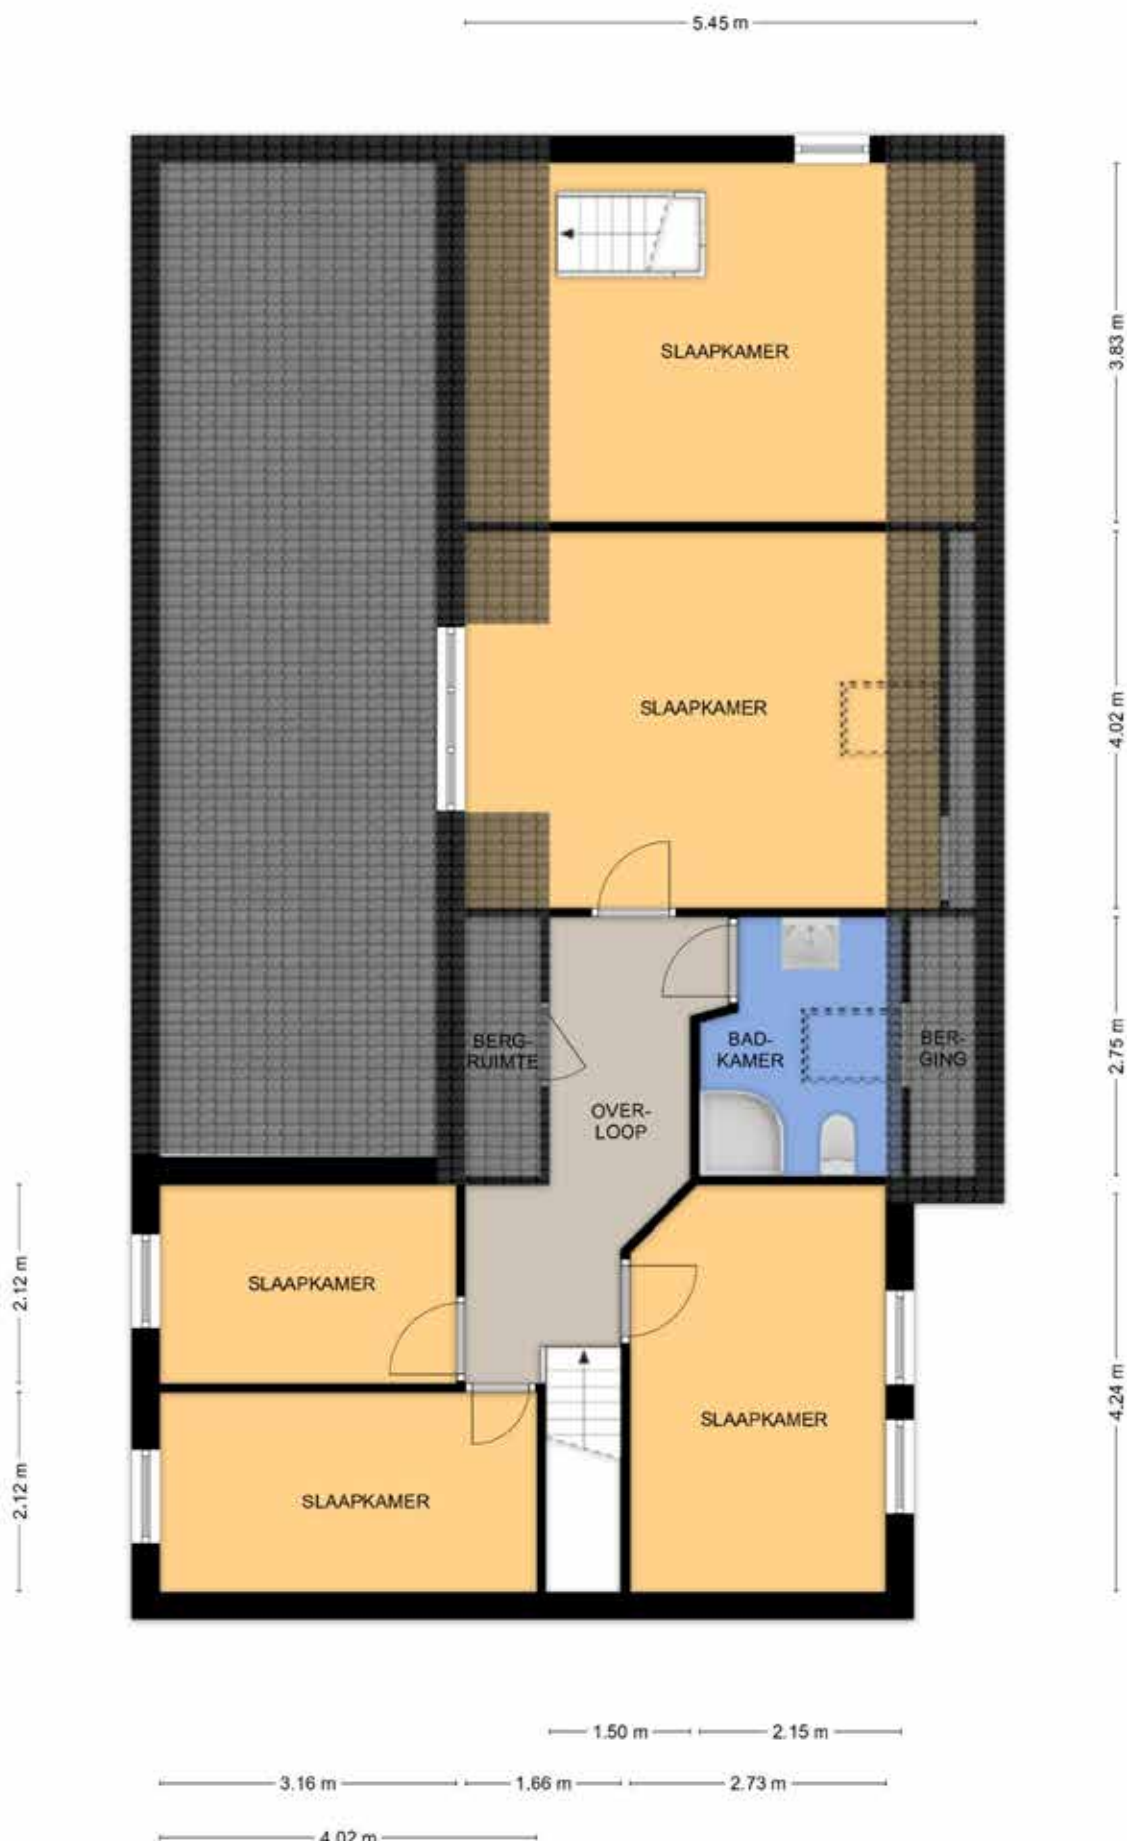 5.45 m
SLAAPKAMER
3.83 m
SLAAPKAMER
4.02 m
BERG-
RUIMTE
BAD-
KAMER
BER-
GING
2.75 m
OVER-
LOOP
SLAAPKAMER
2.12 m
SLAAPKAMER
4.24 m
SLAAPKAMER
2.12 m
1.50 m
2.15 m
3.16 m
1.66 m
2.73 m
4.02 m